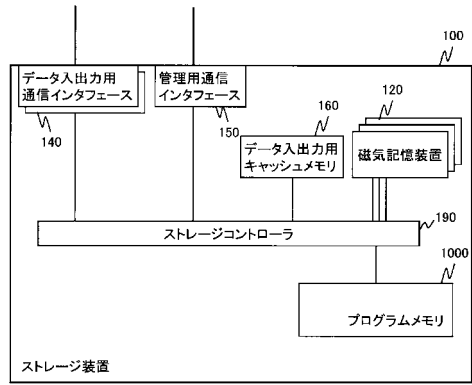 100
データ入出力用
通信インタフェース
140
管理用通信
インタフェース
150
160
データ入出力用
キャッシュメモリ
120
磁気記憶装置
190
ストレージコントローラ
1000
プログラムメモリ
ストレージ装置